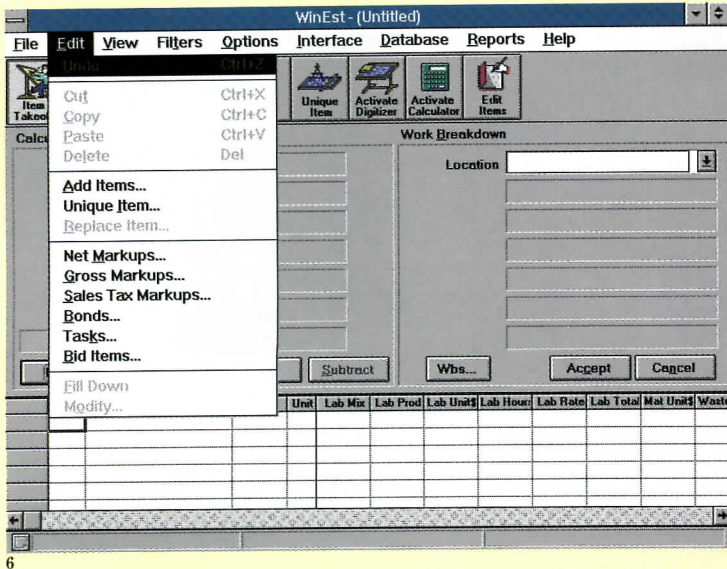 WinEst - (Untitled)
File Edit View Filters Options Interface Database Reports Help
Undo Ctrl+Z
Cut Ctrl+X
Copy Ctrl+C
Paste Ctrl+V
Delete Del
Add Items...
Unique Item...
Replace Item...
Net Markups...
Gross Markups...
Sales Tax Markups...
Bonds...
Tasks...
Bid Items...
Fill Down
Modify...
Item
Unique Item
Activate Digitizer
Activate Calculator
Edit Items
Work Breakdown
Location
Subtract Wbs... Accept Cancel
Unit Lab Mix Lab Prod Lab Unit$ Lab Hours Lab Rate Lab Total Mat Unit$ Waste
6